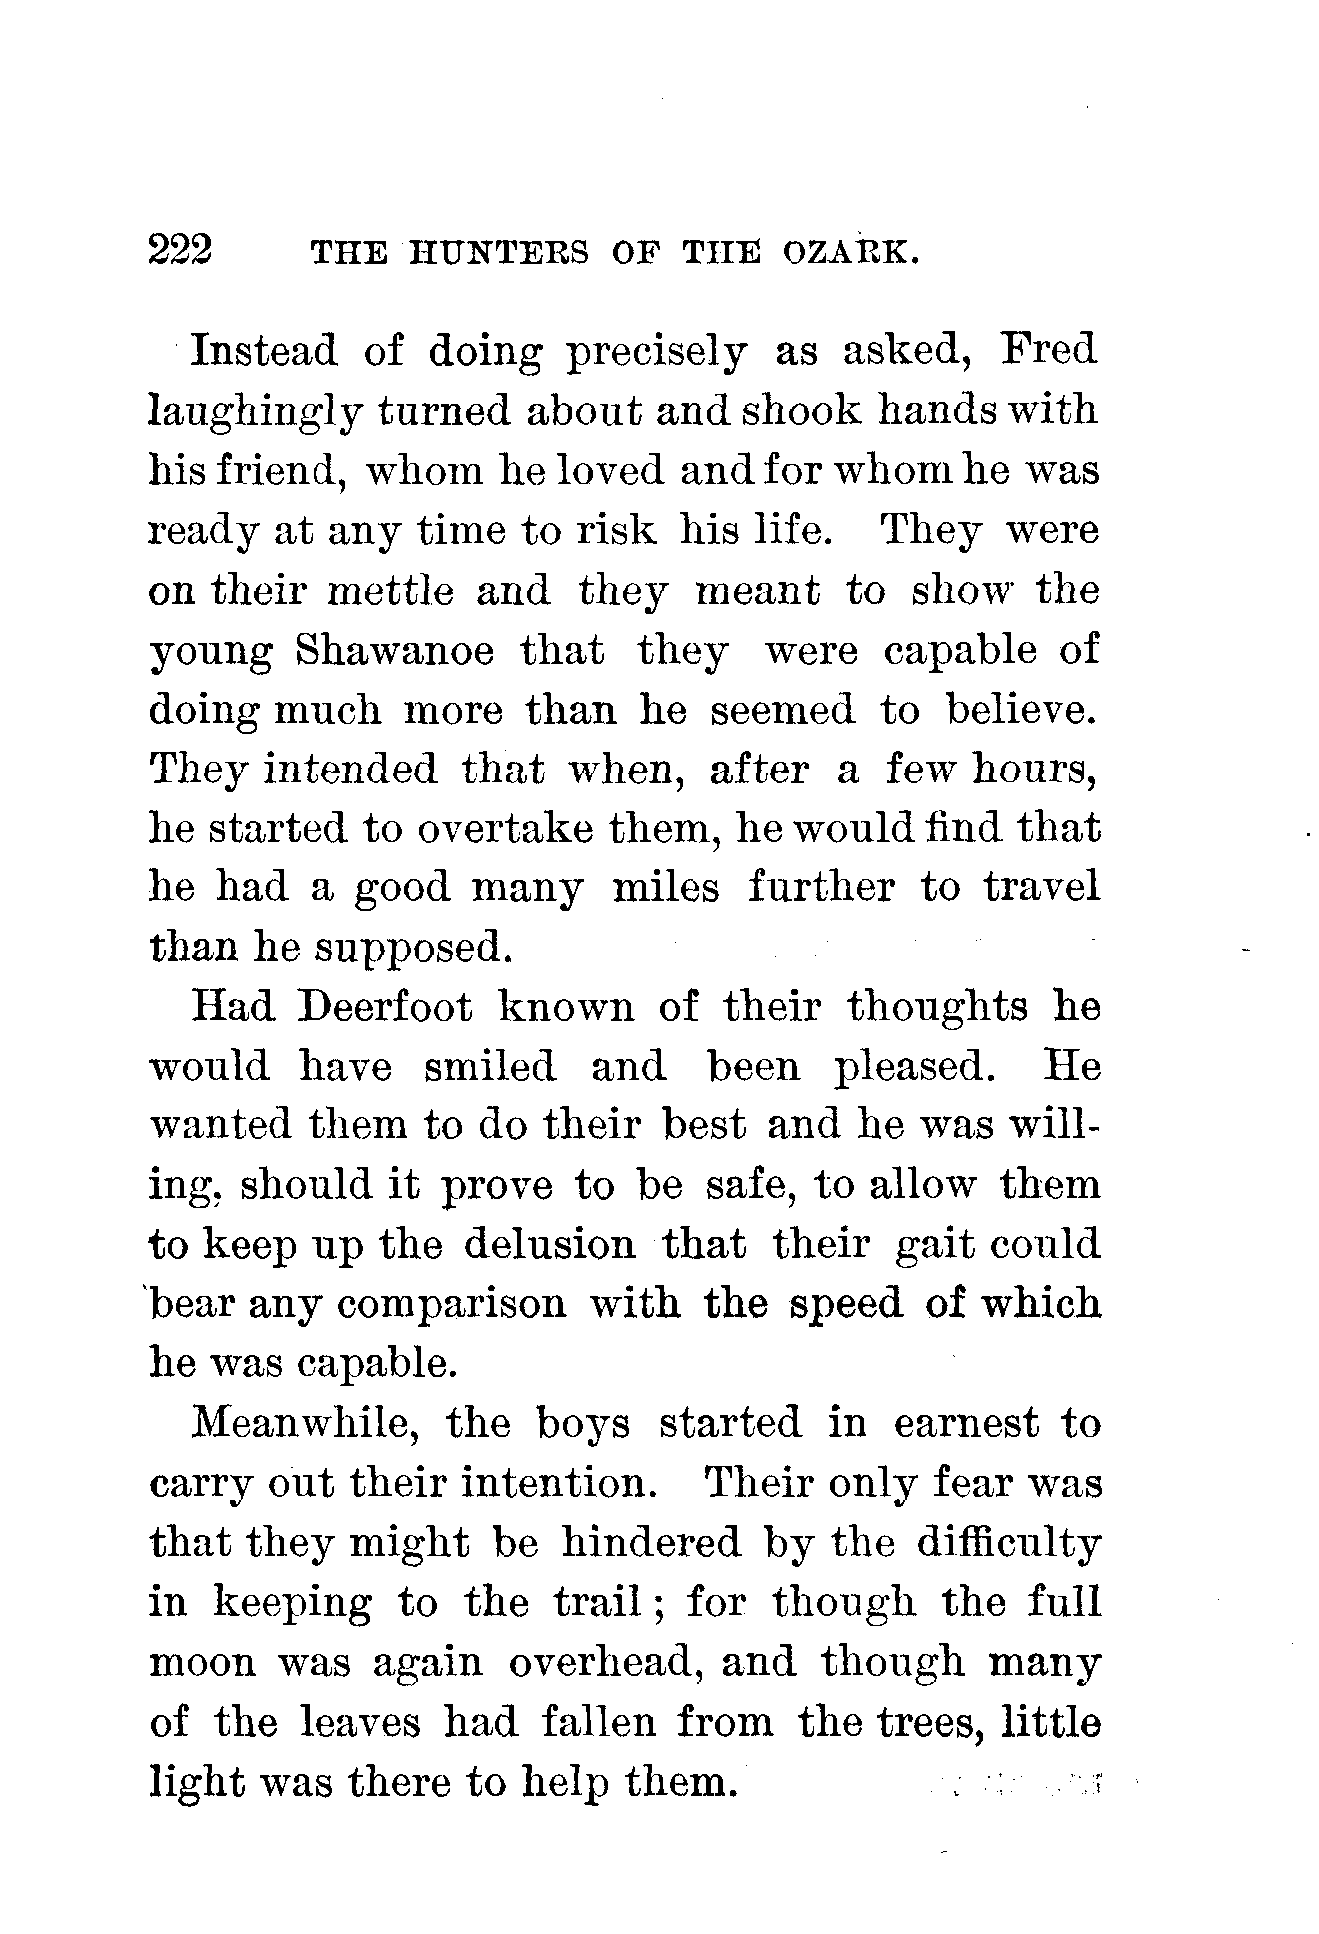 222 THE HUNTERS OF THE OZARK.
Instead of doing precisely as asked, Fred
laughingly turned about and shook hands with
his friend, whom he loved and for whom he was
ready at any time to risk his life. They were
on their mettle and they meant to show the
young Shawanoe that they were capable of
doing much more than he seemed to believe.
They intended that when, after a few hours,
he started to overtake them, he would find that
he had a good many miles further to travel
than he supposed.
Had Deerfoot known of their thoughts he
would have smiled and been pleased. He
wanted them to do their best and he was will-
ing, should it prove to be safe, to allow them
to keep up the delusion that their gait could
bear any comparison with the speed of which
he was capable.
Meanwhile, the boys started in earnest to
carry out their intention. Their only fear was
that they might be hindered by the difficulty
in keeping to the trail; for though the full
moon was again overhead, and though many
of the leaves had fallen from the trees, little
light was there to help them.